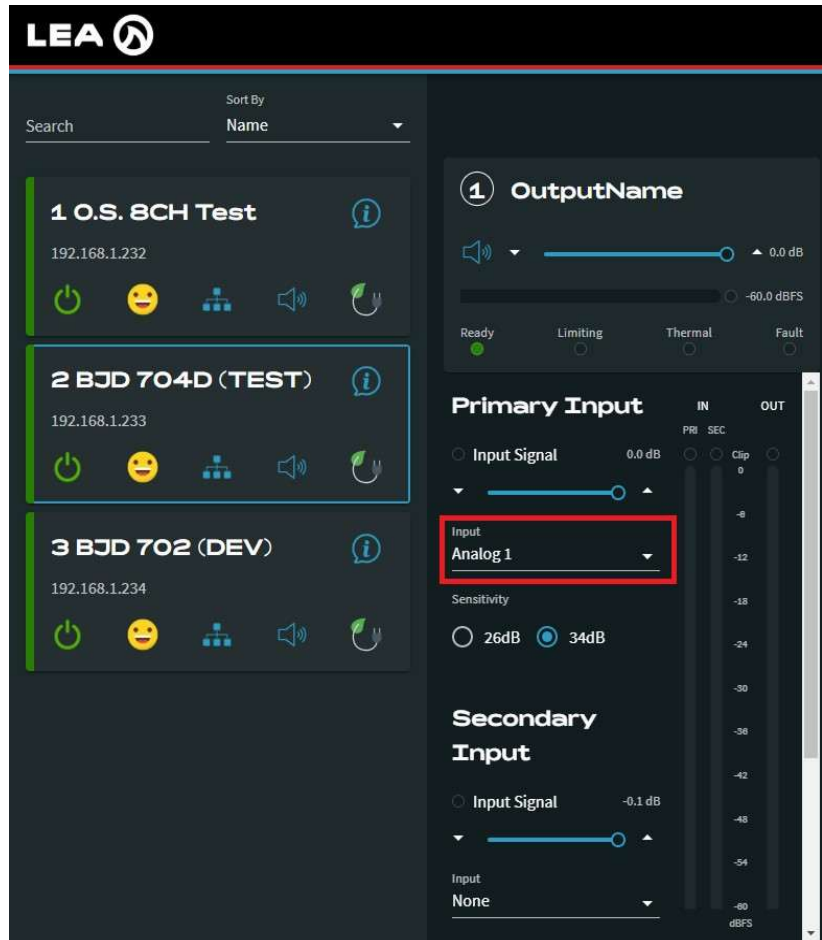 LEA
Sort By
Search
Name
1 O.S. 8CH Test
192.168.1.232
2 BJD 704D (TEST)
192.168.1.233
3 BJD 702 (DEV)
192.168.1.234
1 OutputName
0.0 dB
-60.0 dBFS
Ready Limiting Thermal Fault
Primary Input
IN OUT
PRI SEC
Input Signal 0.0 dB
Clip
0
-6
-12
-18
-24
-30
-36
-42
-48
-54
-60
dBFS
Input
Analog 1
Sensitivity
26dB 34dB
Secondary
Input
Input Signal -0.1 dB
Input
None